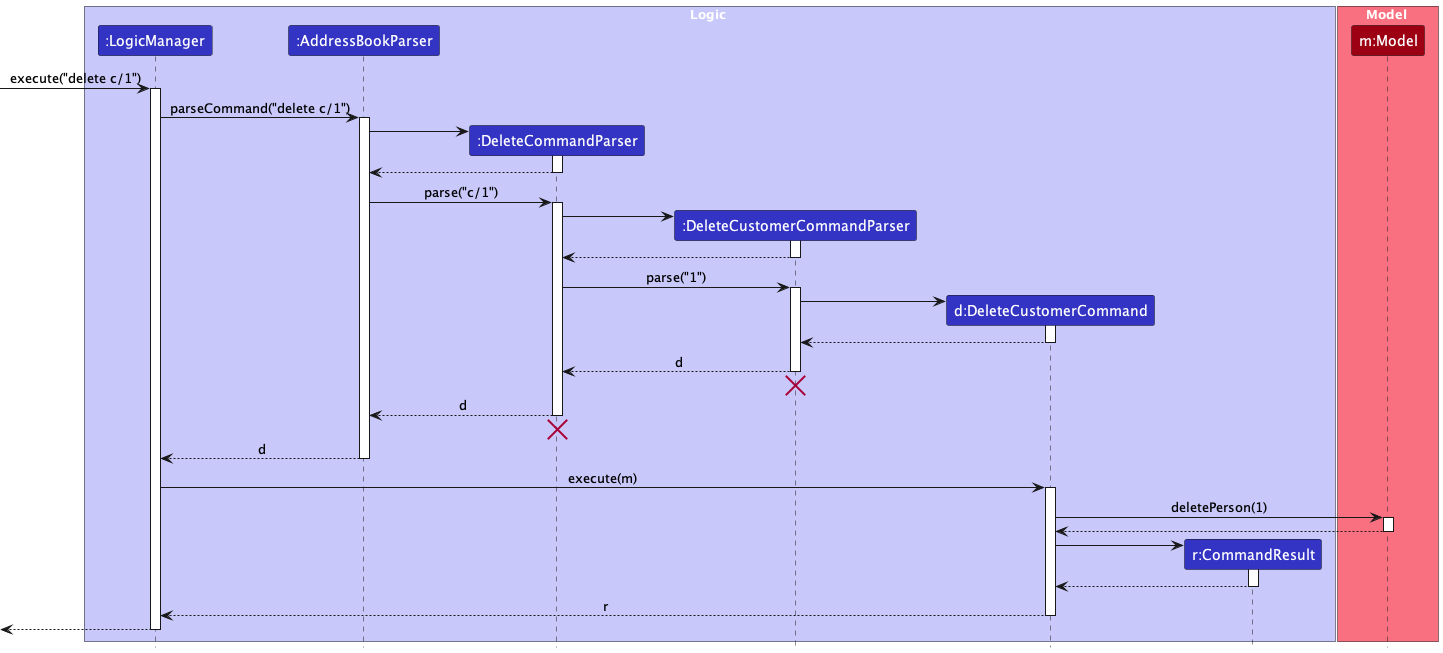 Logic
Model
:LogicManager
:AddressBookParser
m:Model
execute("delete c/1")
parseCommand("delete c/1")
:DeleteCommandParser
parse("c/1")
:DeleteCustomerCommandParser
parse("1")
d:DeleteCustomerCommand
d
d
d
execute(m)
deletePerson(1)
r:CommandResult
r